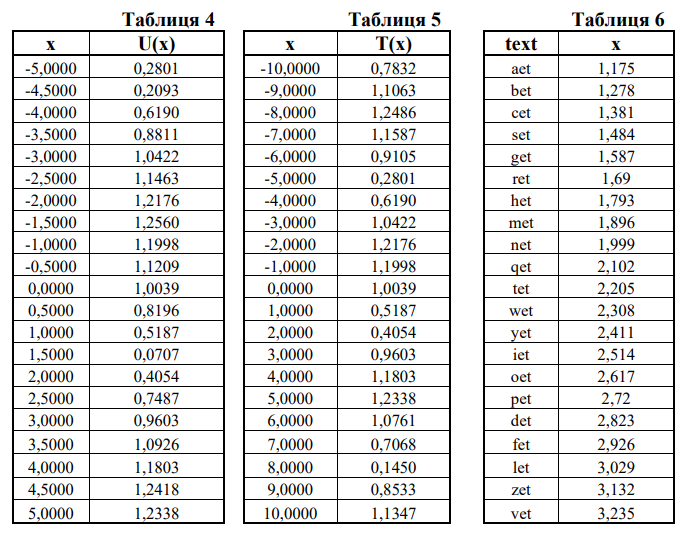 Таблиця 4 Таблиця 5 Таблиця 6
x U(x) x T(x) text x
-5,0000 0,2801 -10,0000 0,7832 aet 1,175
-4,5000 0,2093 -9,0000 1,1063 bet 1,278
-4,0000 0,6190 -8,0000 1,2486 cet 1,381
-3,5000 0,8811 -7,0000 1,1587 set 1,484
-3,0000 1,0422 -6,0000 0,9105 get 1,587
-2,5000 1,1463 -5,0000 0,2801 ret 1,69
-2,0000 1,2176 -4,0000 0,6190 het 1,793
-1,5000 1,2560 -3,0000 1,0422 met 1,896
-1,0000 1,1998 -2,0000 1,2176 net 1,999
-0,5000 1,1209 -1,0000 1,1998 qet 2,102
0,0000 1,0039 0,0000 1,0039 tet 2,205
0,5000 0,8196 1,0000 0,5187 wet 2,308
1,0000 0,5187 2,0000 0,4054 yet 2,411
1,5000 0,0707 3,0000 0,9603 iet 2,514
2,0000 0,4054 4,0000 1,1803 oet 2,617
2,5000 0,7487 5,0000 1,2338 pet 2,72
3,0000 0,9603 6,0000 1,0761 det 2,823
3,5000 1,0926 7,0000 0,7068 fet 2,926
4,0000 1,1803 8,0000 0,1450 let 3,029
4,5000 1,2418 9,0000 0,8533 zet 3,132
5,0000 1,2338 10,0000 1,1347 vet 3,235